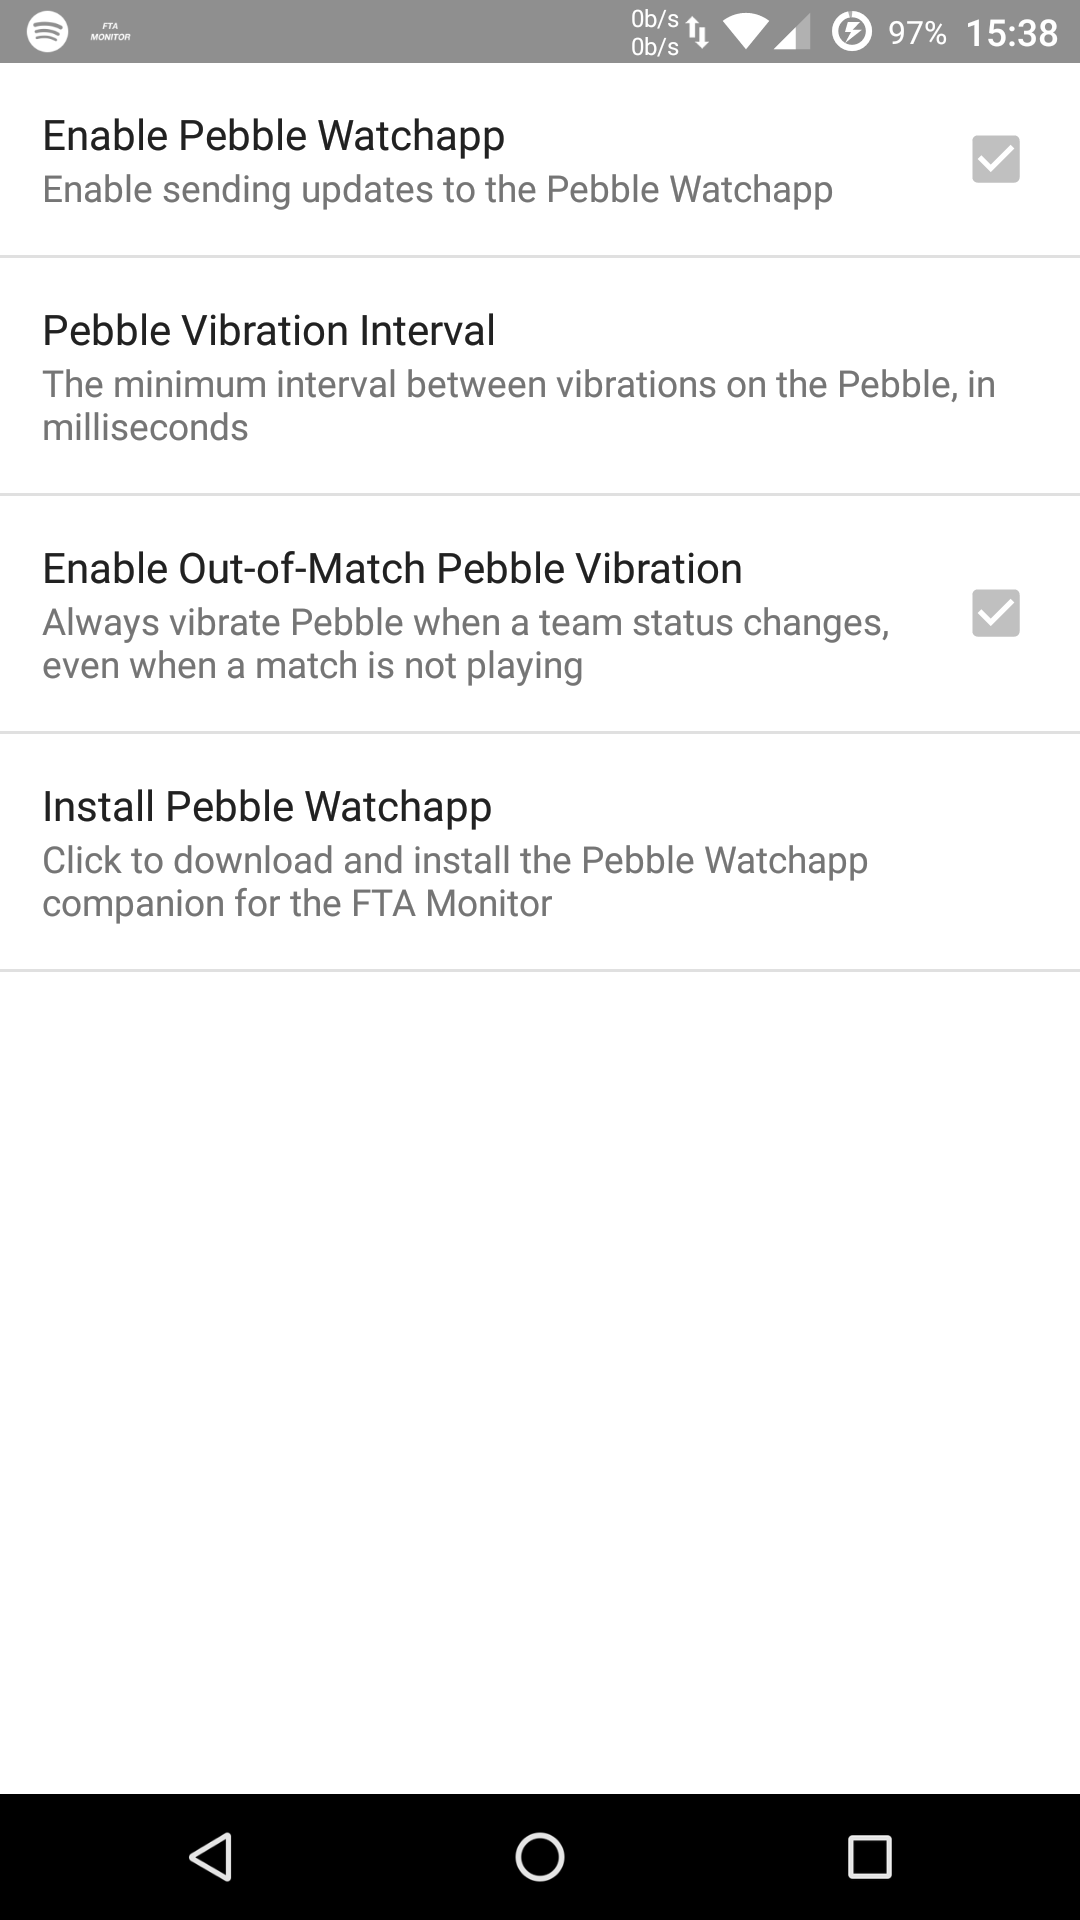 FTA
MONITOR
0b/s
0b/s
97%
15:38
Enable Pebble Watchapp
Enable sending updates to the Pebble Watchapp
Pebble Vibration Interval
The minimum interval between vibrations on the Pebble, in
milliseconds
Enable Out-of-Match Pebble Vibration
Always vibrate Pebble when a team status changes,
even when a match is not playing
Install Pebble Watchapp
Click to download and install the Pebble Watchapp
companion for the FTA Monitor